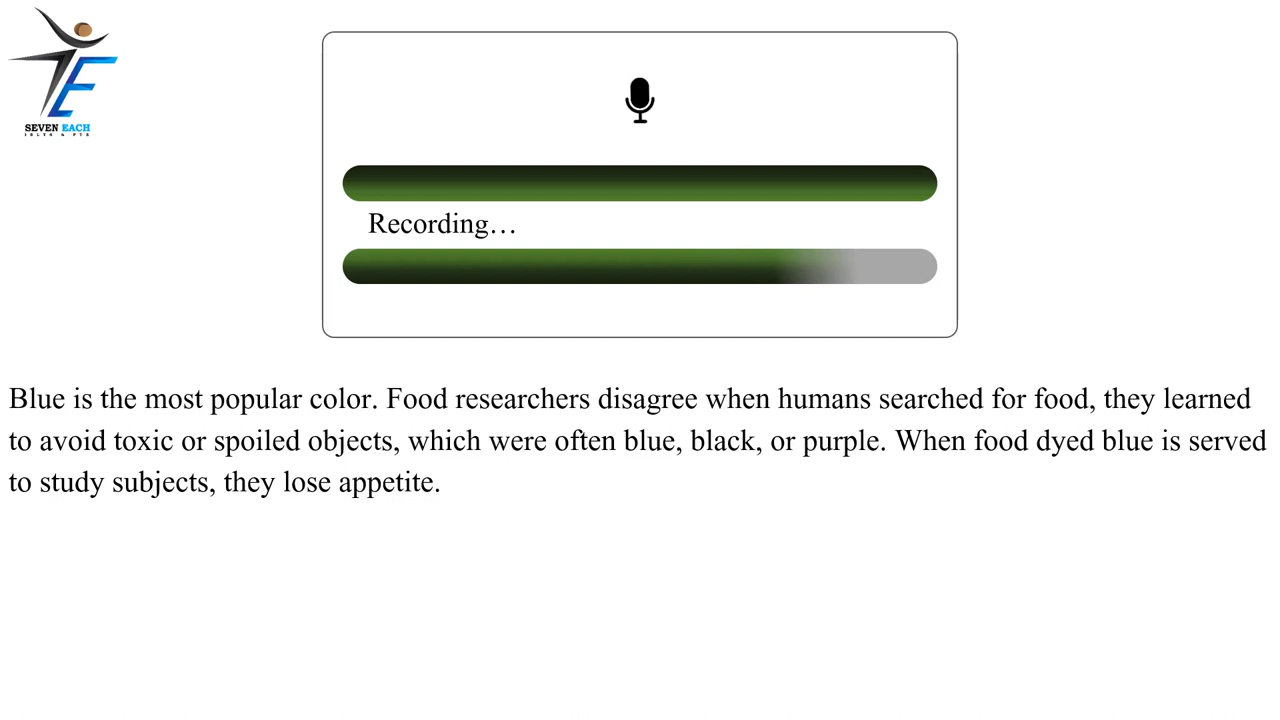 SEVEN EACH
IELTS & PTE
Recording…
Blue is the most popular color. Food researchers disagree when humans searched for food, they learned
to avoid toxic or spoiled objects, which were often blue, black, or purple. When food dyed blue is served
to study subjects, they lose appetite.